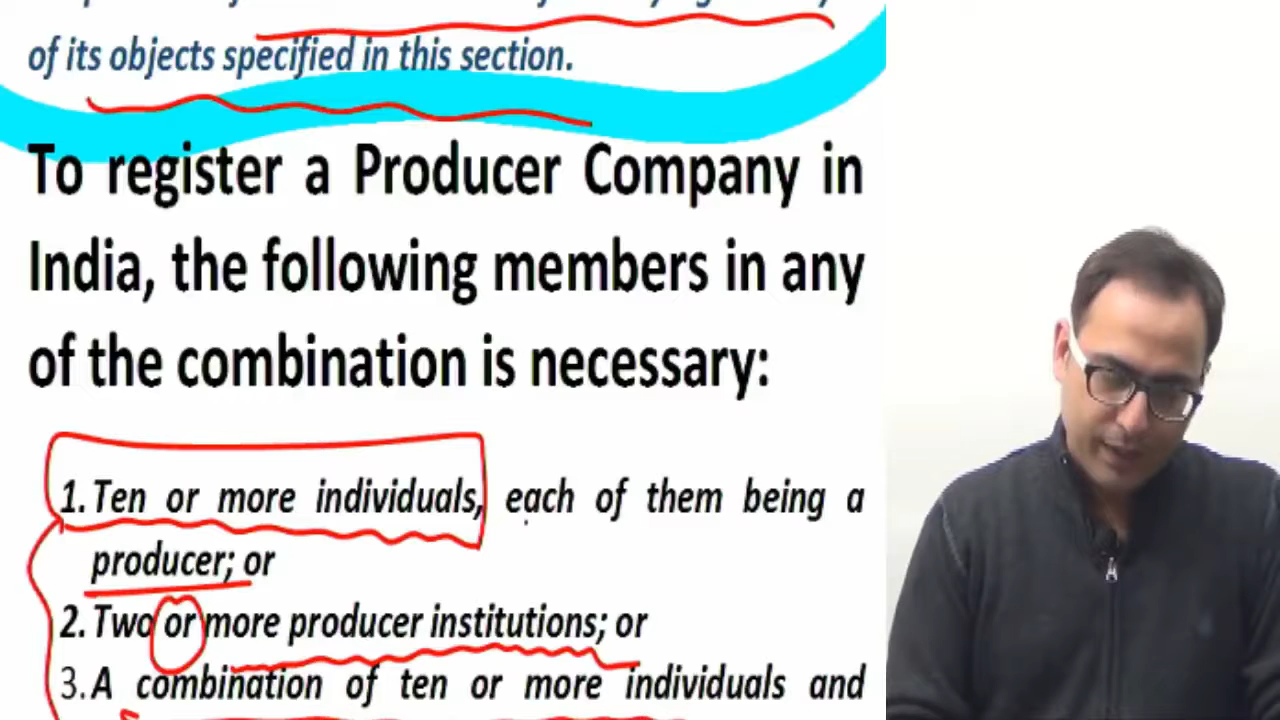 of its objects specified in this section.
To register a Producer Company in
India, the following members in any
of the combination is necessary:
1. Ten or more individuals, each of them being a
producer; or
2. Two or more producer institutions; or
3. A combination of ten or more individuals and